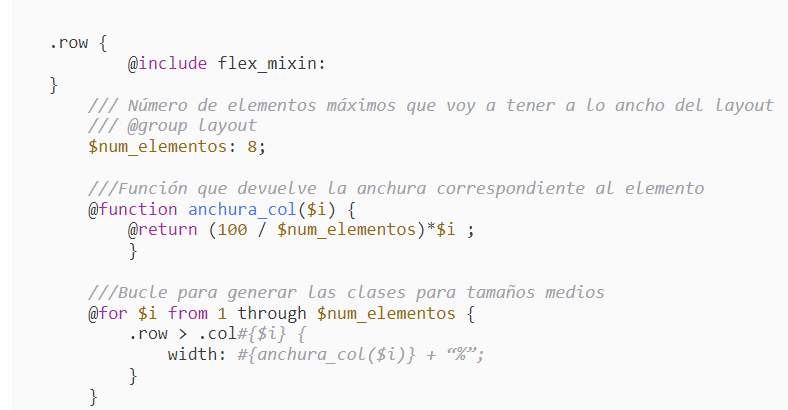 .row {
@include flex_mixin:
}
/// Número de elementos máximos que voy a tener a lo ancho del layout
/// @group layout
$num_elementos: 8;
///Función que devuelve la anchura correspondiente al elemento
@function anchura_col($i) {
@return (100 / $num_elementos)*$i ;
}
///Bucle para generar las clases para tamaños medios
@for $i from 1 through $num_elementos {
.row > .col#{$i} {
width: #{anchura_col($i)} + “%”;
}
}